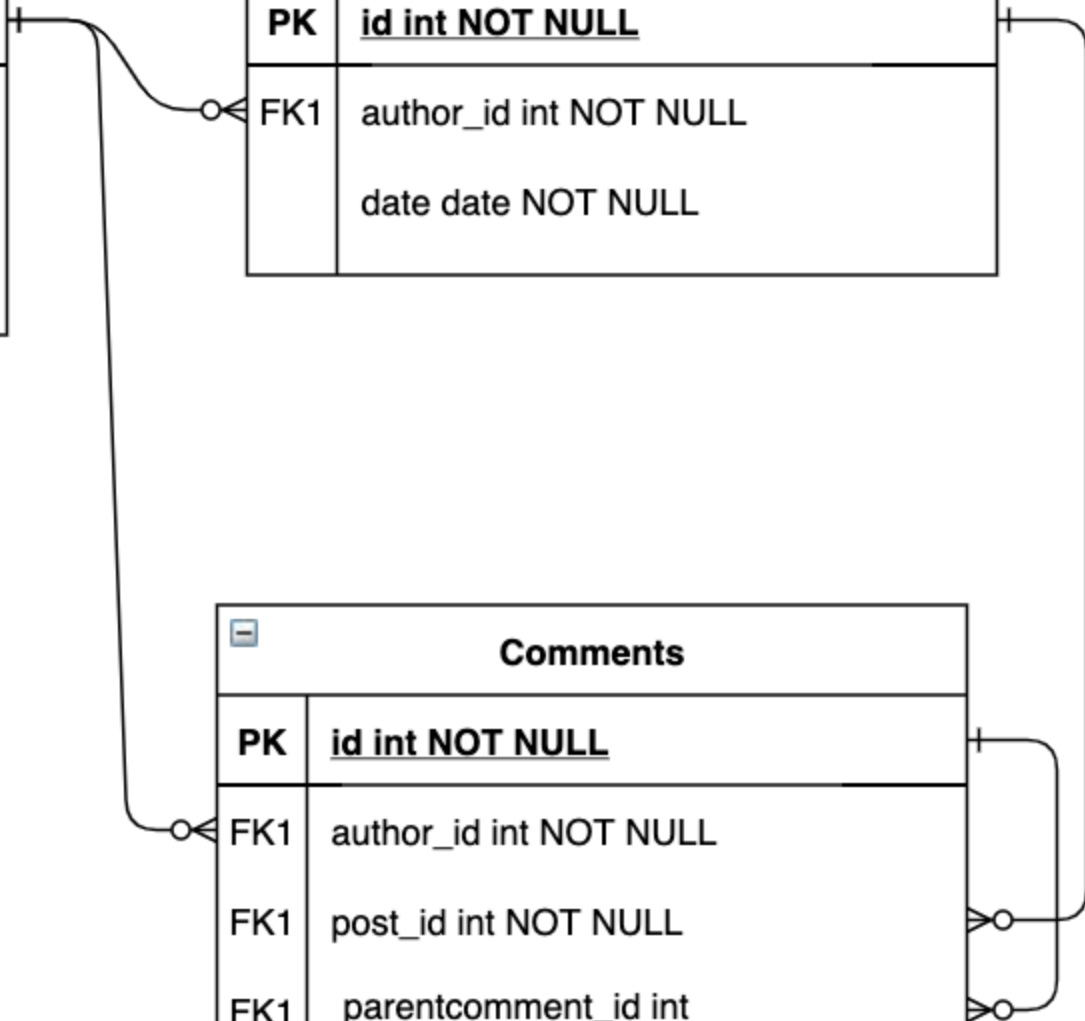 PK id int NOT NULL
FK1 author_id int NOT NULL
date date NOT NULL
Comments
PK id int NOT NULL
FK1 author_id int NOT NULL
FK1 post_id int NOT NULL
FK1 parentcomment_id int